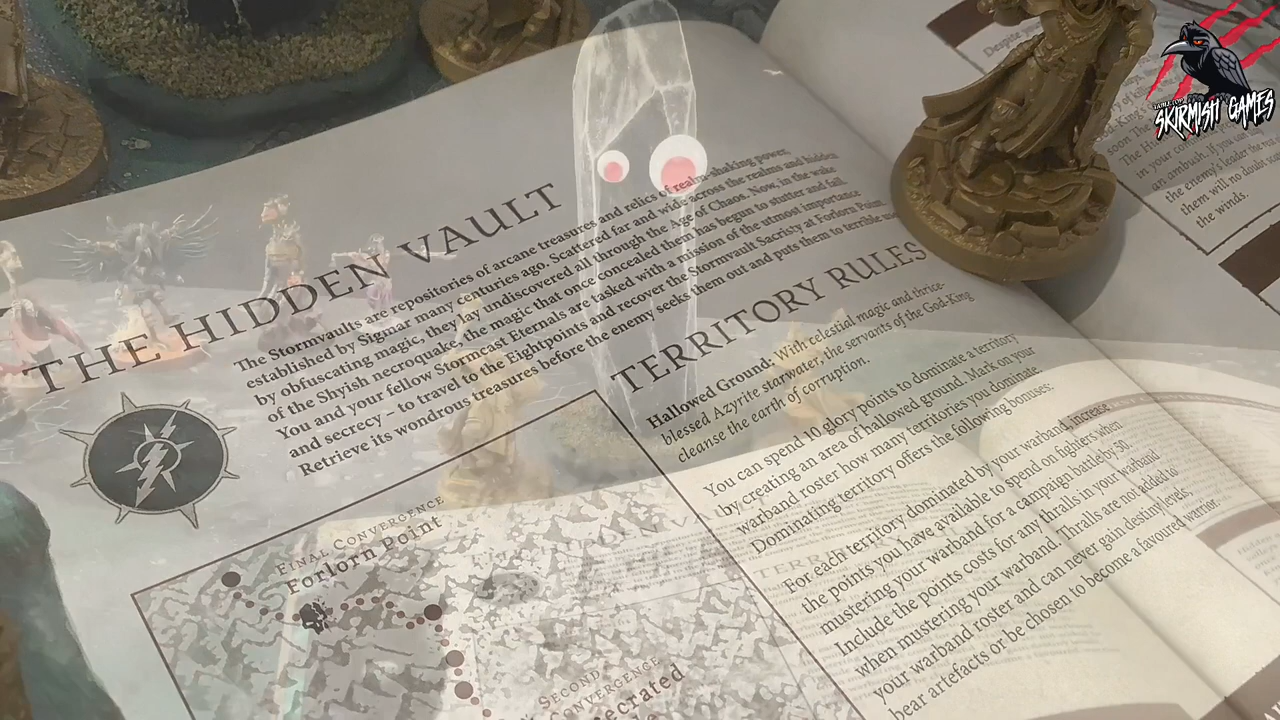 THE HIDDEN VAULT
The Stormvaults are repositories of arcane treasures and relics of realm-shaking power,
established by Sigmar many centuries ago. Scattered far and wide across the realms and hidden
by obfuscating magic, they lay undiscovered all through the Age of Chaos. Now, in the wake
of the Shyish necroquake, the magic that once concealed them has begun to stutter and fail.
You and your fellow Stormcast Eternals are tasked with a mission of the utmost importance
and secrecy – to travel to the Eightpoints and recover the Stormvault Sacristy at Forlorn Point.
Retrieve its wondrous treasures before the enemy seeks them out and puts them to terrible
TERRITORY RULES
Hallowed Ground: With celestial magic and thrice-
blessed Azyrite starwater, the servants of the God-King
cleanse the earth of corruption.
You can spend 10 glory points to dominate a territory
by creating an area of hallowed ground. Mark on your
warband roster how many territories you dominate.
Dominating territory offers the following bonuses:
For each territory dominated by your warband, increase
the points you have available to spend on fighters when
mustering your warband for a campaign battle by 50.
Include the points costs for any thralls in your warband
when mustering your warband. Thralls are not added to
your warband roster and can never gain destiny levels,
bear artefacts or be chosen to become a favoured warrior.
FINAL CONVERGENCE
Forlorn Point
SECOND
CONVERGENCE
Despite
soon
The
in your
an ambush. If you can
the enemy's leader the
them will no doubt
the winds.
TABLETOP
SKIRMISH GAMES